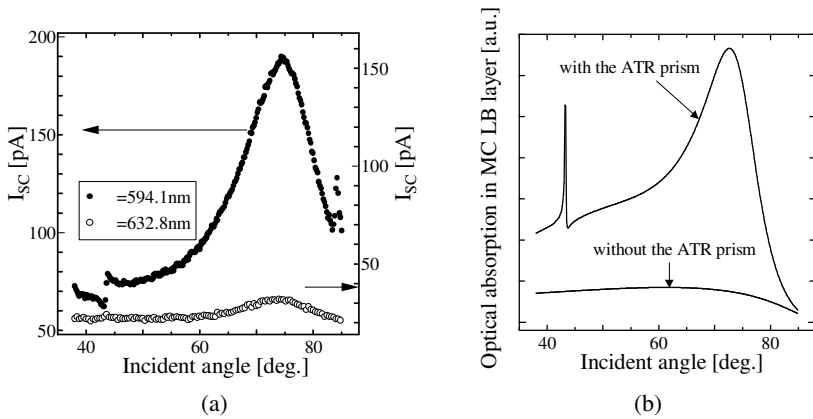 200
150
100
50
I_SC [pA]
=594.1nm
=632.8nm
150
100
50
0
I_SC [pA]
40 60 80
Incident angle [deg.]
(a)
Optical absorption in MC LB layer [a.u.]
with the ATR prism
without the ATR prism
40 60 80
Incident angle [deg.]
(b)